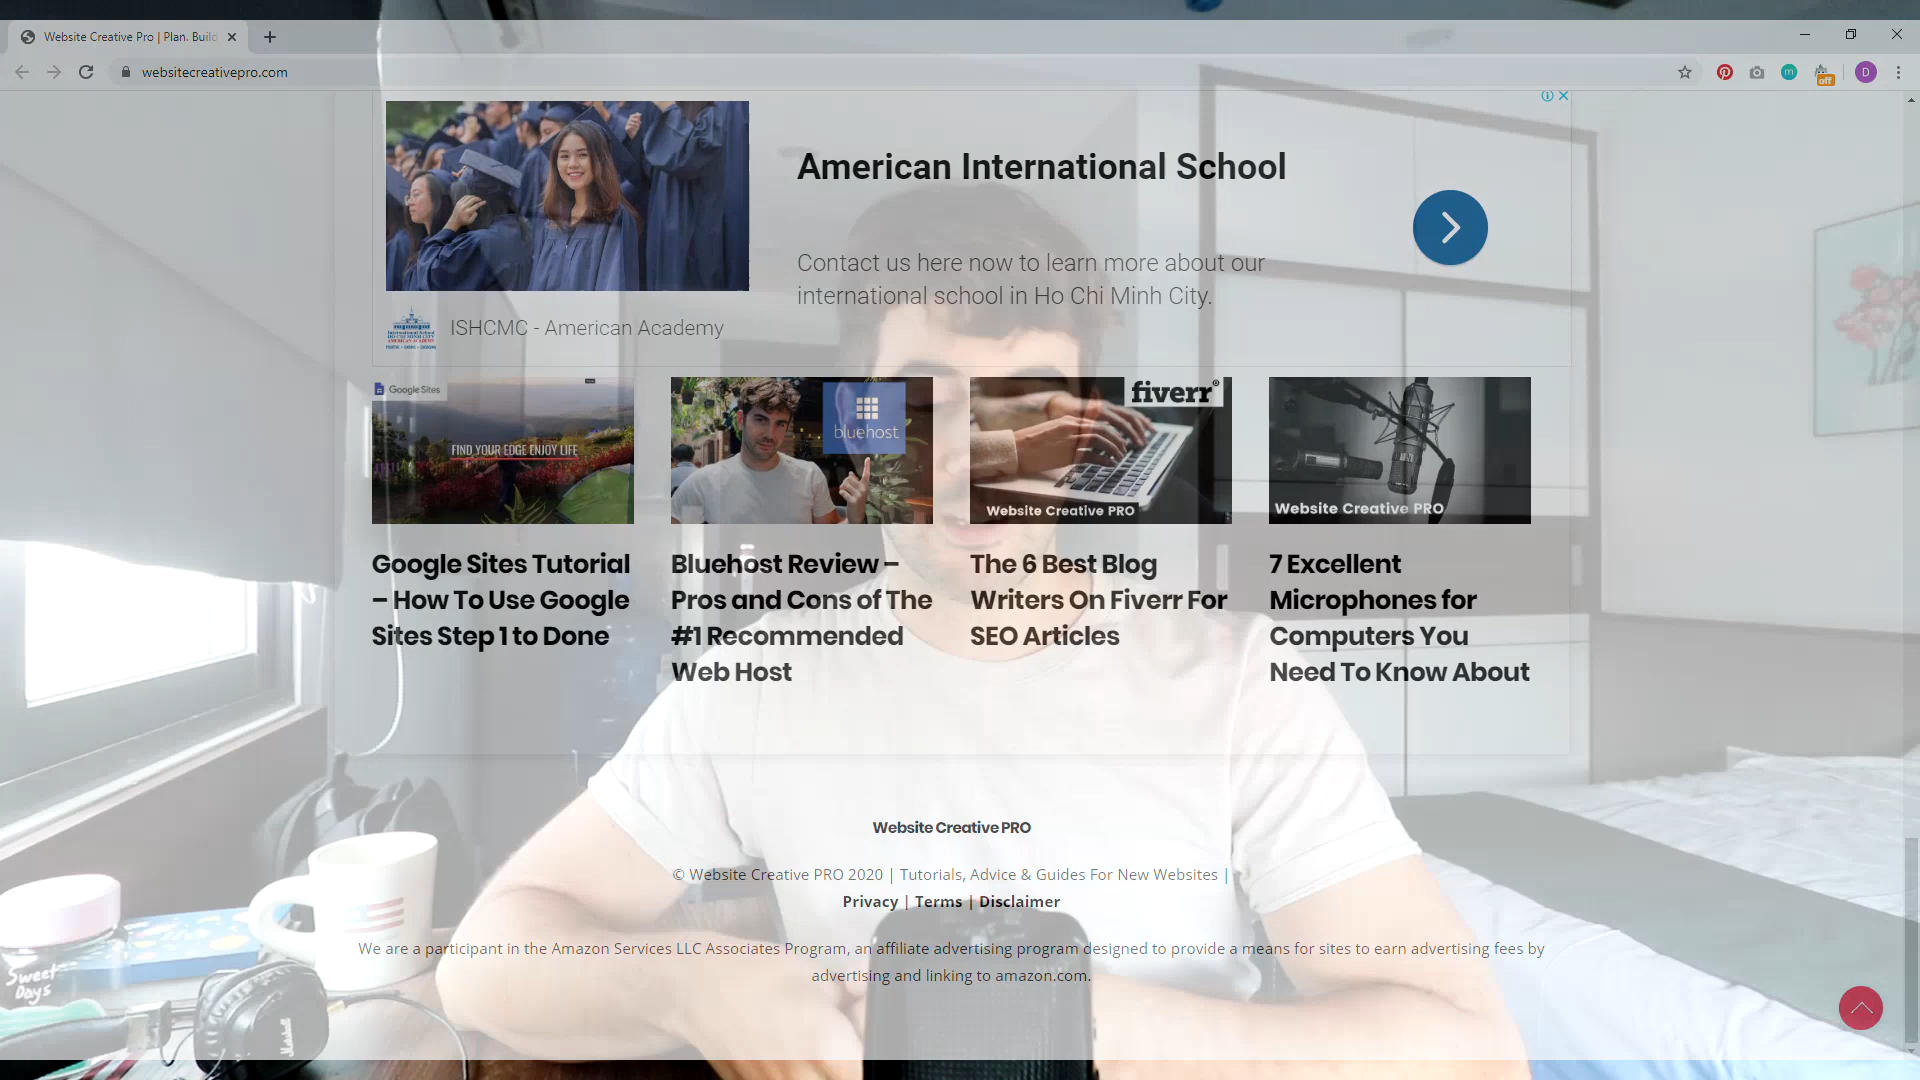 Website Creative Pro | Plan. Build
websitecreativepro.com
off
D
American International School
Contact us here now to learn more about our
international school in Ho Chi Minh City.
ISHCMC - American Academy
Google Sites
FIND YOUR EDGE ENJOY LIFE
bluehost
fiverr
Website Creative PRO
Website Creative PRO
Google Sites Tutorial
– How To Use Google
Sites Step 1 to Done
Bluehost Review –
Pros and Cons of The
#1 Recommended
Web Host
The 6 Best Blog
Writers On Fiverr For
SEO Articles
7 Excellent
Microphones for
Computers You
Need To Know About
Website Creative PRO
© Website Creative PRO 2020 | Tutorials, Advice & Guides For New Websites |
Privacy | Terms | Disclaimer
We are a participant in the Amazon Services LLC Associates Program, an affiliate advertising program designed to provide a means for sites to earn advertising fees by
advertising and linking to amazon.com.
Sweet
Days
Marshall